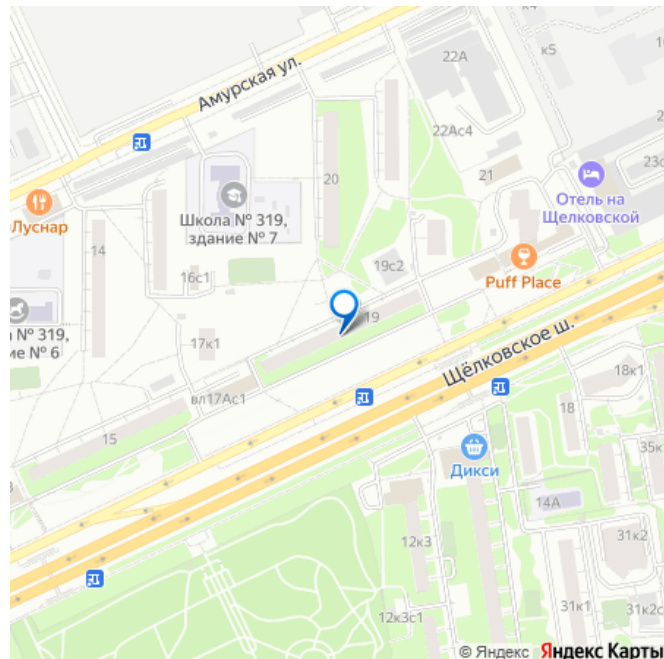 22А
к5
Амурская ул.
22Ас4
20
21
23с
Отель на
Щелковской
Луснар
Школа № 319,
здание № 7
14
16с1
19с2
Puff Place
№ 319,
ие № 6
19
17к1
Щёлковское ш.
18к1
вл17Ас1
18
15
35к
Дикси
14А
12к3
31к2
31к1
31к2с
12к3с1
© Яндекс Яндекс Карты